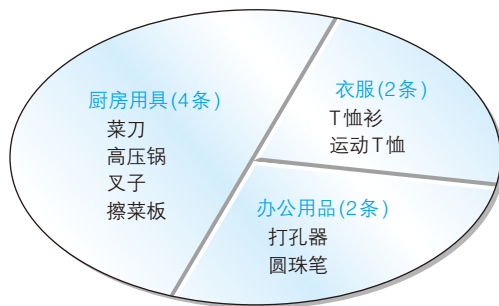 厨房用具(4条)
菜刀
高压锅
叉子
擦菜板
衣服(2条)
T恤衫
运动T恤
办公用品(2条)
打孔器
圆珠笔